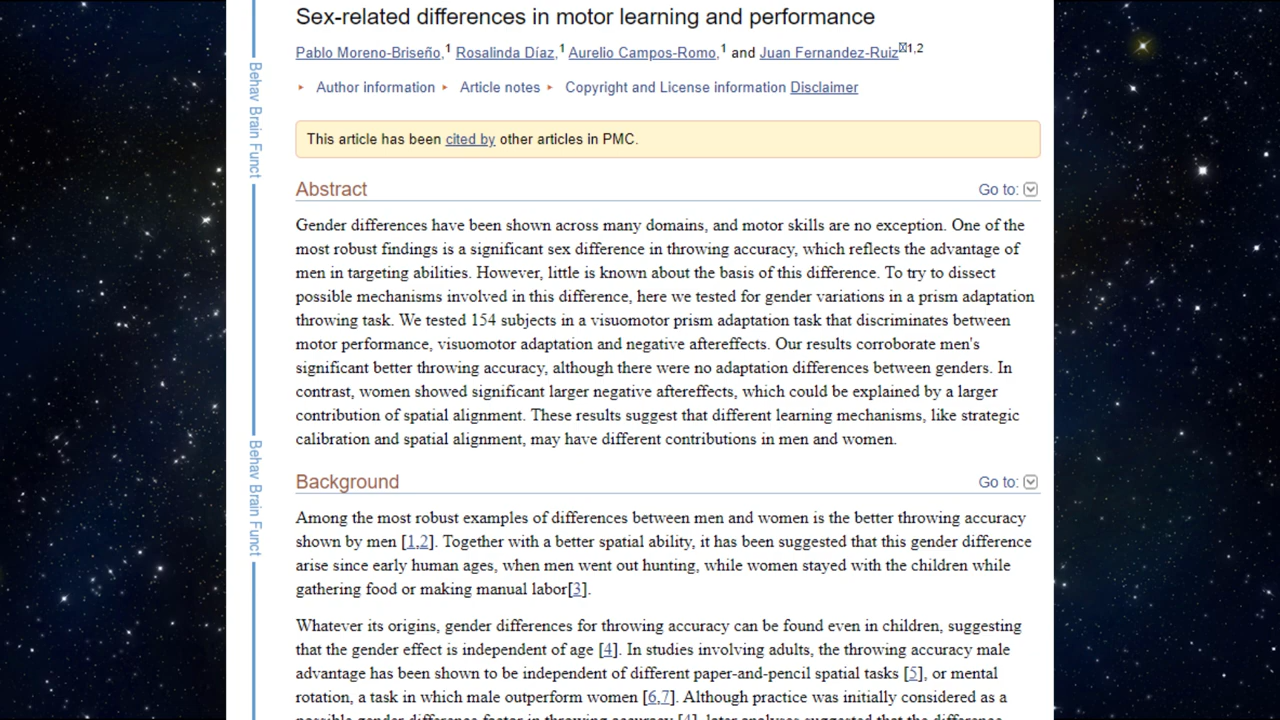 Sex-related differences in motor learning and performance
Pablo Moreno-Briseño,1 Rosalinda Díaz,1 Aurelio Campos-Romo,1 and Juan Fernandez-Ruiz1,2
Author information Article notes Copyright and License information Disclaimer
This article has been cited by other articles in PMC.
Abstract Go to:
Gender differences have been shown across many domains, and motor skills are no exception. One of the
most robust findings is a significant sex difference in throwing accuracy, which reflects the advantage of
men in targeting abilities. However, little is known about the basis of this difference. To try to dissect
possible mechanisms involved in this difference, here we tested for gender variations in a prism adaptation
throwing task. We tested 154 subjects in a visuomotor prism adaptation task that discriminates between
motor performance, visuomotor adaptation and negative aftereffects. Our results corroborate men's
significant better throwing accuracy, although there were no adaptation differences between genders. In
contrast, women showed significant larger negative aftereffects, which could be explained by a larger
contribution of spatial alignment. These results suggest that different learning mechanisms, like strategic
calibration and spatial alignment, may have different contributions in men and women.
Background Go to:
Among the most robust examples of differences between men and women is the better throwing accuracy
shown by men [1,2]. Together with a better spatial ability, it has been suggested that this gender difference
arise since early human ages, when men went out hunting, while women stayed with the children while
gathering food or making manual labor[3].
Whatever its origins, gender differences for throwing accuracy can be found even in children, suggesting
that the gender effect is independent of age [4]. In studies involving adults, the throwing accuracy male
advantage has been shown to be independent of different paper-and-pencil spatial tasks [5], or mental
rotation, a task in which male outperform women [6,7]. Although practice was initially considered as a
possible gender difference factor in throwing accuracy [4], later analyses suggested that the difference
Behav Brain Funct
Behav Brain Funct